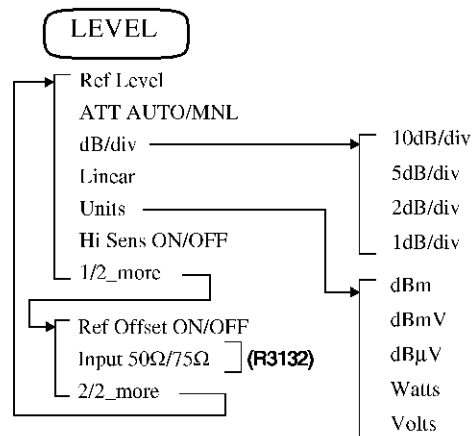 LEVEL
Ref Level
ATT AUTO/MNL
dB/div
Linear
Units
Hi Sens ON/OFF
1/2_more
Ref Offset ON/OFF
Input 50Ω/75Ω (R3132)
2/2_more
10dB/div
5dB/div
2dB/div
1dB/div
dBm
dBmV
dBμV
Watts
Volts